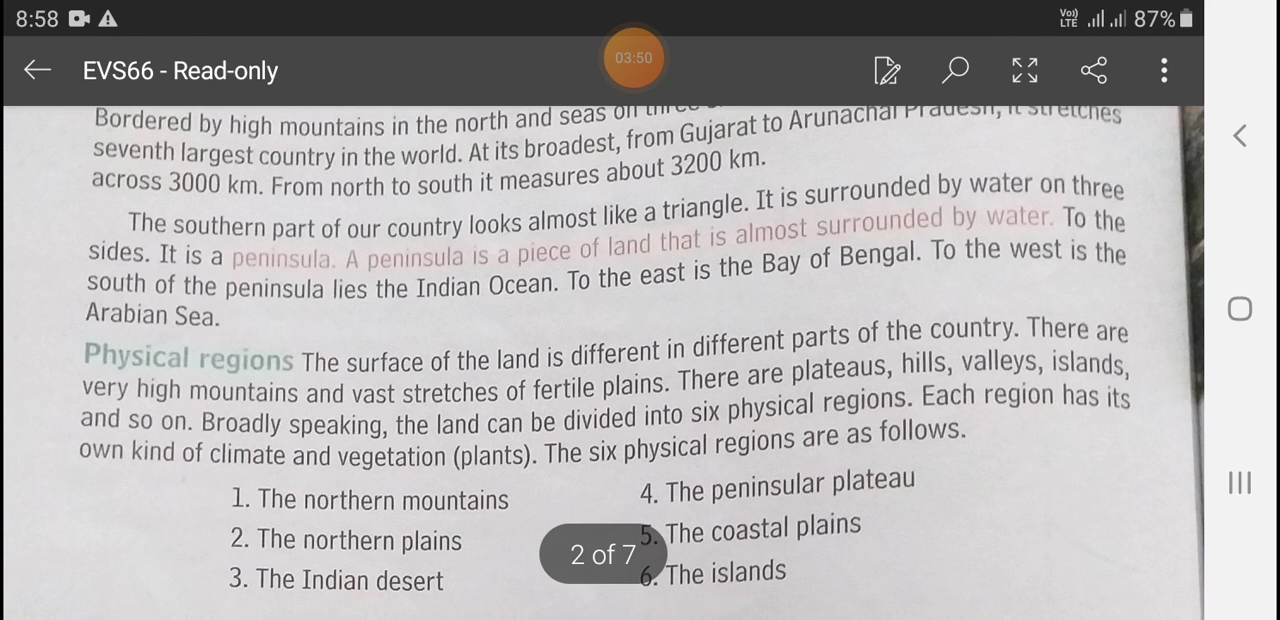 8:58
Vo))
LTE
87%
EVS66 - Read-only
03:50
Bordered by high mountains in the north and seas on three
seventh largest country in the world. At its broadest, from Gujarat to Arunachal Pradesh, it stretches
across 3000 km. From north to south it measures about 3200 km.
The southern part of our country looks almost like a triangle. It is surrounded by water on three
sides. It is a peninsula. A peninsula is a piece of land that is almost surrounded by water. To the
south of the peninsula lies the Indian Ocean. To the east is the Bay of Bengal. To the west is the
Arabian Sea.
Physical regions The surface of the land is different in different parts of the country. There are
very high mountains and vast stretches of fertile plains. There are plateaus, hills, valleys, islands,
and so on. Broadly speaking, the land can be divided into six physical regions. Each region has its
own kind of climate and vegetation (plants). The six physical regions are as follows.
1. The northern mountains
2. The northern plains
3. The Indian desert
4. The peninsular plateau
5. The coastal plains
6. The islands
2 of 7